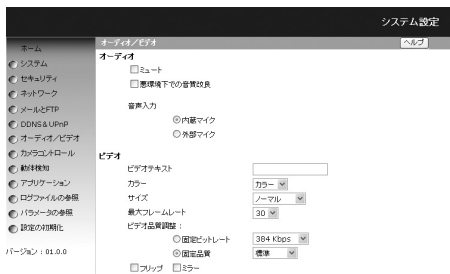 システム設定
ホーム
システム
セキュリティ
ネットワーク
メールとFTP
DDNS & UPnP
オーディオ/ビデオ
カメラコントロール
動体検知
アプリケーション
ログファイルの参照
パラメータの参照
設定の初期化
バージョン：01.0.0
オーディオ/ビデオ
ヘルプ
オーディオ
ミュート
悪環境下での音質改良
音声入力
内蔵マイク
外部マイク
ビデオ
ビデオテキスト
カラー カラー
サイズ ノーマル
最大フレームレート 30
ビデオ品質調整：
固定ビットレート 384 Kbps
固定品質 標準
フリップ ミラー